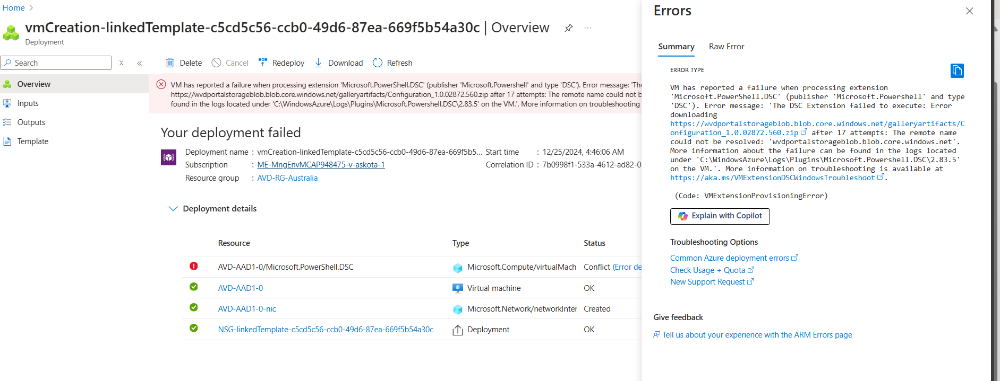 Home
vmCreation-linkedTemplate-c5cd5c56-ccb0-49d6-87ea-669f5b54a30c | Overview
Deployment
Search
Overview
Inputs
Outputs
Template
Delete
Cancel
Redeploy
Download
Refresh
VM has reported a failure when processing extension 'Microsoft.PowerShell.DSC' (publisher 'Microsoft.Powershell' and type 'DSC'). Error message: 'The
https://wvdportalstorageblob.blob.core.windows.net/galleryartifacts/Configuration_1.0.02872.560.zip after 17 attempts: The remote name could not b
found in the logs located under 'C:\WindowsAzure\Logs\Plugins\Microsoft.Powershell.DSC\2.83.5' on the VM.'. More information on troubleshooting
Your deployment failed
Deployment name : vmCreation-linkedTemplate-c5cd5c56-ccb0-49d6-87ea-669f5b5...
Subscription : ME-MngEnvMCAP948475-v-askota-1
Resource group : AVD-RG-Australia
Start time : 12/25/2024, 4:46:06 AM
Correlation ID : 7b0998f1-533a-4612-ad82-0
Deployment details
Resource Type Status
AVD-AAD1-0/Microsoft.PowerShell.DSC Microsoft.Compute/virtualMach Conflict (Error de
AVD-AAD1-0 Virtual machine OK
AVD-AAD1-0-nic Microsoft.Network/networkInter Created
NSG-linkedTemplate-c5cd5c56-ccb0-49d6-87ea-669f5b54a30c Deployment OK
Errors
Summary Raw Error
ERROR TYPE
VM has reported a failure when processing extension
'Microsoft.PowerShell.DSC' (publisher 'Microsoft.Powershell' and type
'DSC'). Error message: 'The DSC Extension failed to execute: Error
downloading
https://wvdportalstorageblob.blob.core.windows.net/galleryartifacts/C
onfiguration_1.0.02872.560.zip after 17 attempts: The remote name
could not be resolved: 'wvdportalstorageblob.blob.core.windows.net'.
More information about the failure can be found in the logs located
under 'C:\WindowsAzure\Logs\Plugins\Microsoft.Powershell.DSC\2.83.5'
on the VM.'. More information on troubleshooting is available at
https://aka.ms/VMExtensionDSCWindowsTroubleshoot.
(Code: VMExtensionProvisioningError)
Explain with Copilot
Troubleshooting Options
Common Azure deployment errors
Check Usage + Quota
New Support Request
Give feedback
Tell us about your experience with the ARM Errors page